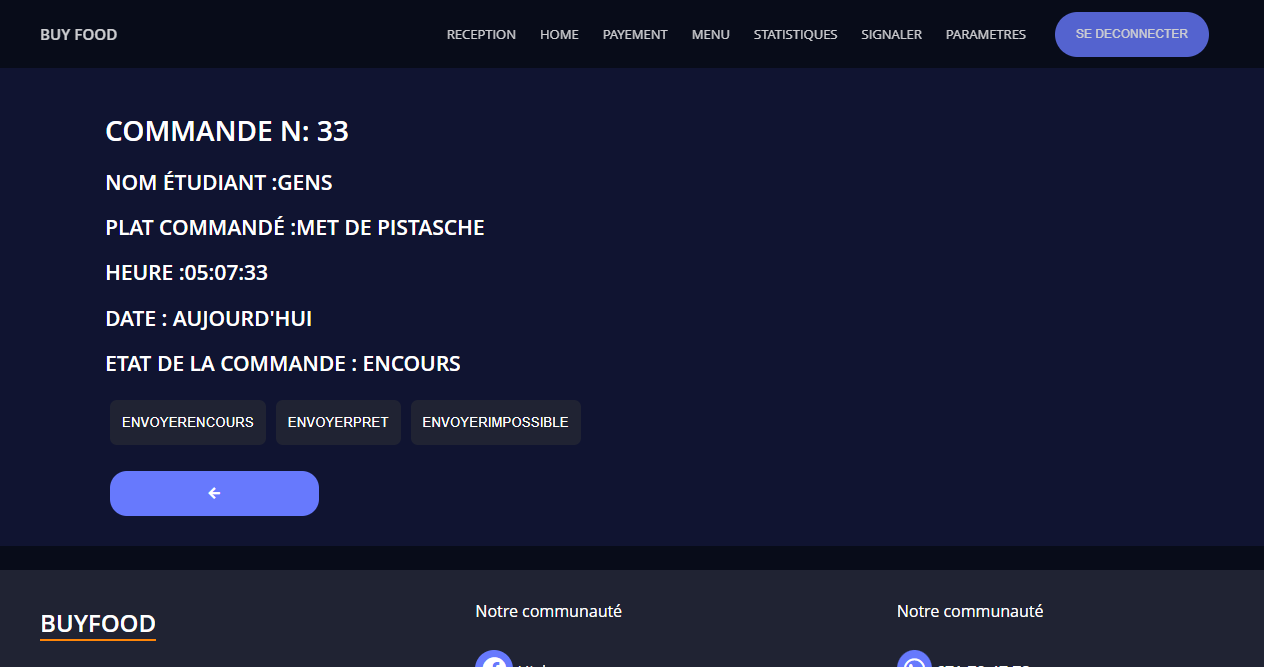 BUY FOOD RECEPTION HOME PAYEMENT MENU STATISTIQUES SIGNALER PARAMETRES SE DECONNECTER
COMMANDE N: 33
NOM ÉTUDIANT :GENS
PLAT COMMANDÉ :MET DE PISTASCHE
HEURE :05:07:33
DATE : AUJOURD'HUI
ETAT DE LA COMMANDE : ENCOURS
ENVOYERENCOURS ENVOYERPRET ENVOYERIMPOSSIBLE
BUYFOOD
Notre communauté
Notre communauté